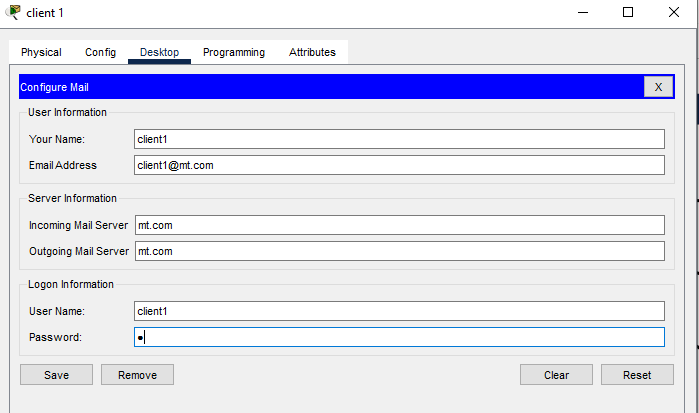 client 1
Physical Config Desktop Programming Attributes
Configure Mail X
User Information
Your Name: client1
Email Address client1@mt.com
Server Information
Incoming Mail Server mt.com
Outgoing Mail Server mt.com
Logon Information
User Name: client1
Password: ●
Save Remove Clear Reset